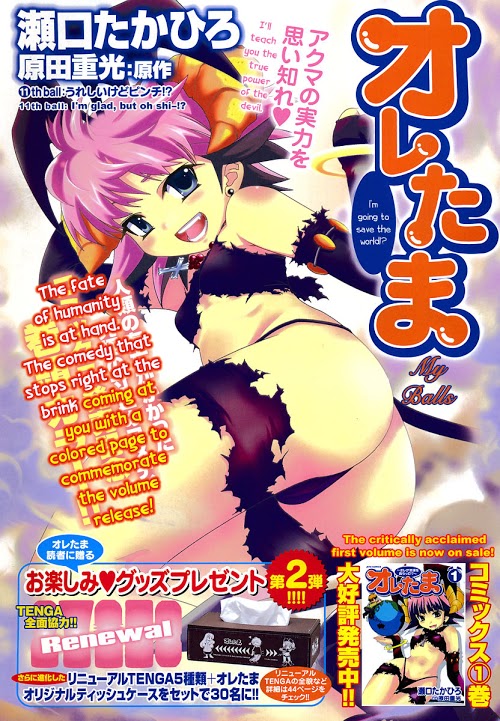 瀬口たかひろ
原田重光:原作
⑪th ball:うれしいけどピンチ!?
11th ball: I'm glad, but oh shi-!?
I'll
teach
you the
true
power of
the
devil.
アクマの実力を
思い知れ♥
オレたま
I'm
going to
save the
world!?
My
Balls
The fate
of humanity
is at hand.
The comedy that
stops right at the
brink coming at
you with a
colored page to
commemorate
the volume
release!
The critically acclaimed
first volume is now on sale!
コミックス①巻
大好評発売中!!
オレたま
1
瀬口たかひろ
オレたま
読者に贈る
お楽しみ♥グッズプレゼント
第2弾
!!!!
TENGA
全面協力!!
Renewal
さらに進化した
リニューアルTENGA5種類+オレたま
オリジナルティッシュケースをセットで30名に!!
リニューアル
TENGAの全貌など
詳細は44ページを
チェック!!